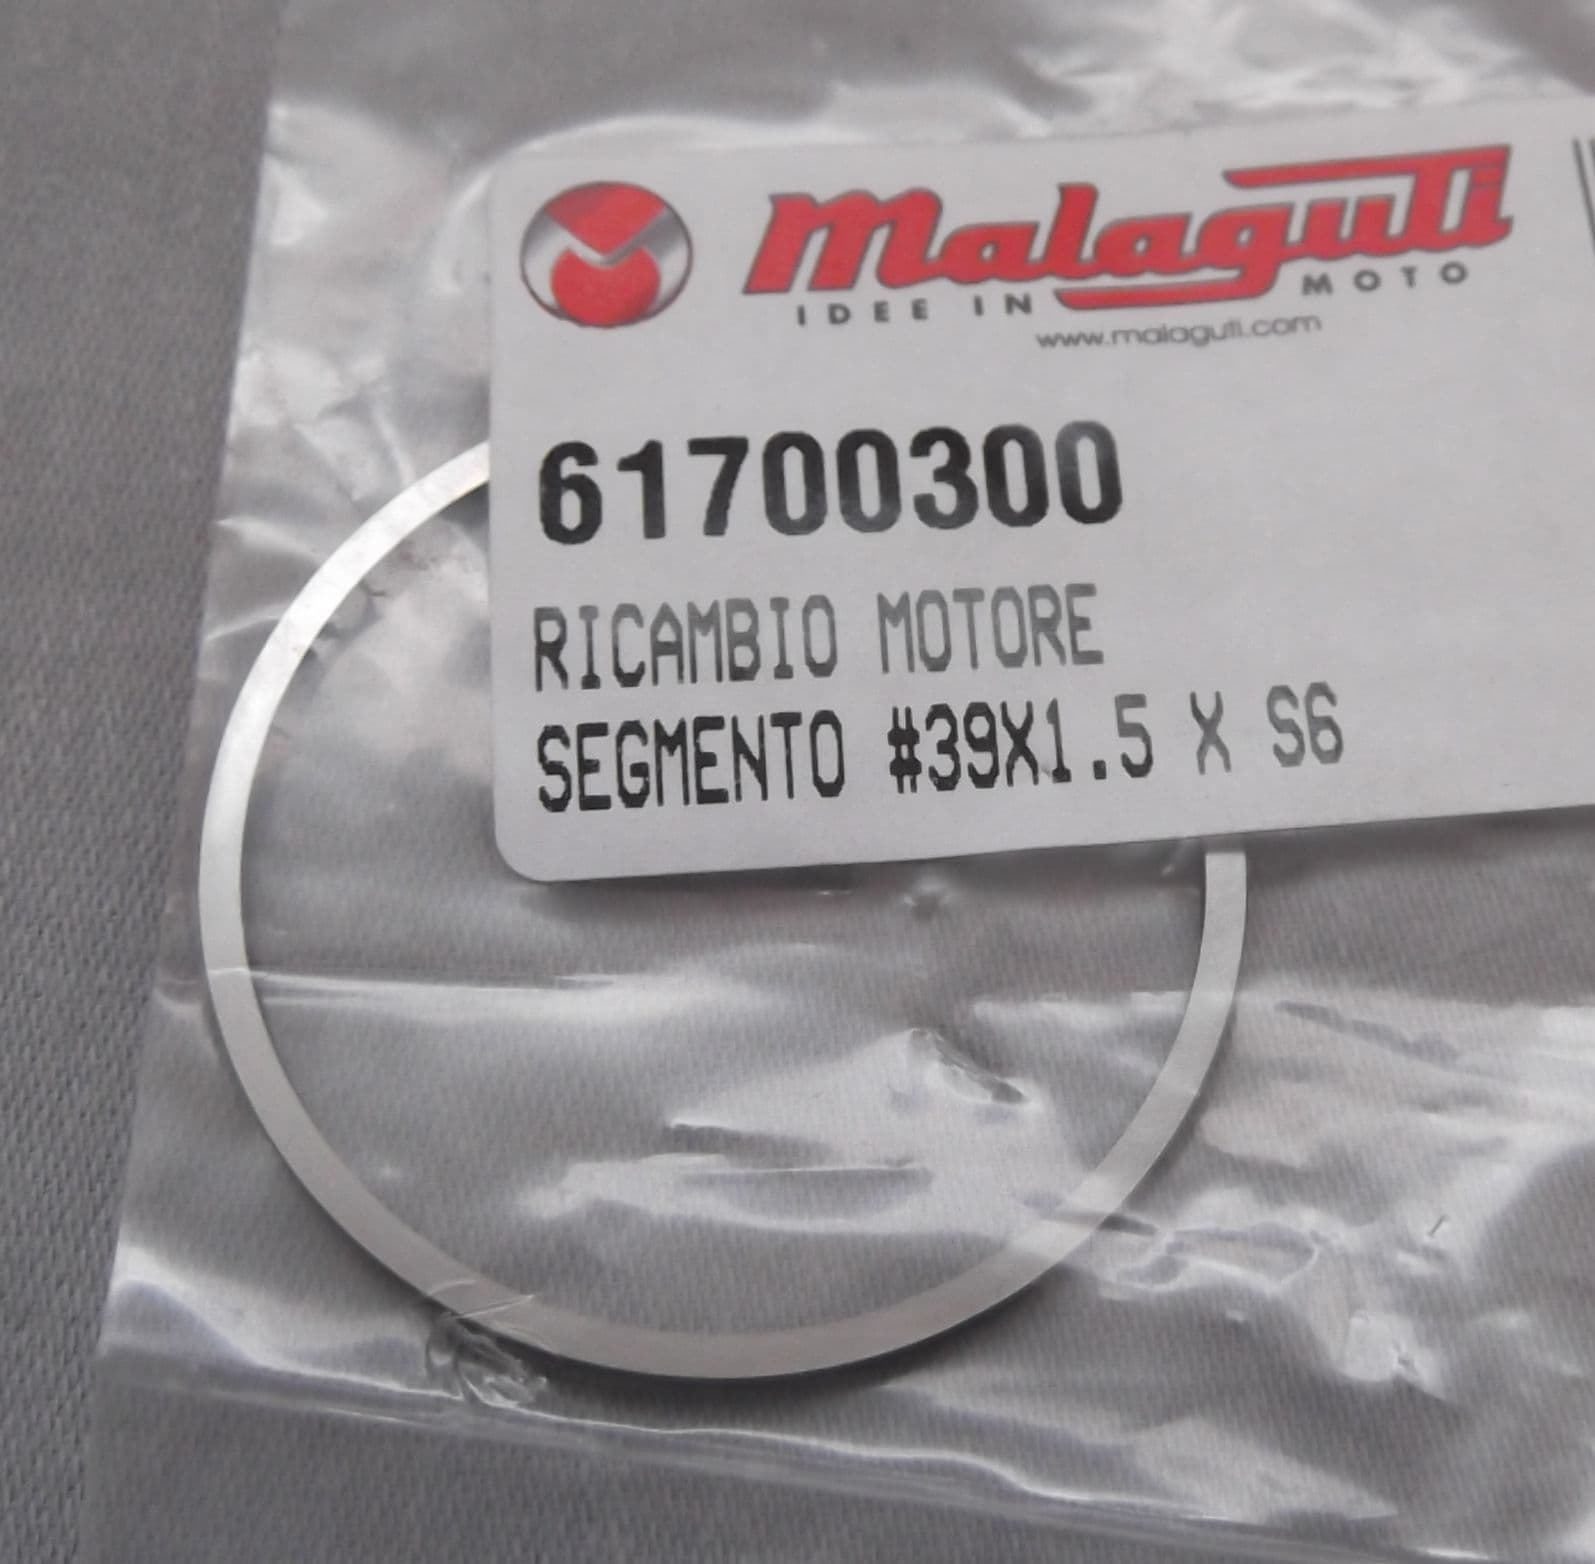 malaguti
IDEE IN MOTO
www.malaguti.com
61700300
RICAMBIO MOTORE
SEGMENTO #39X1.5 X S6